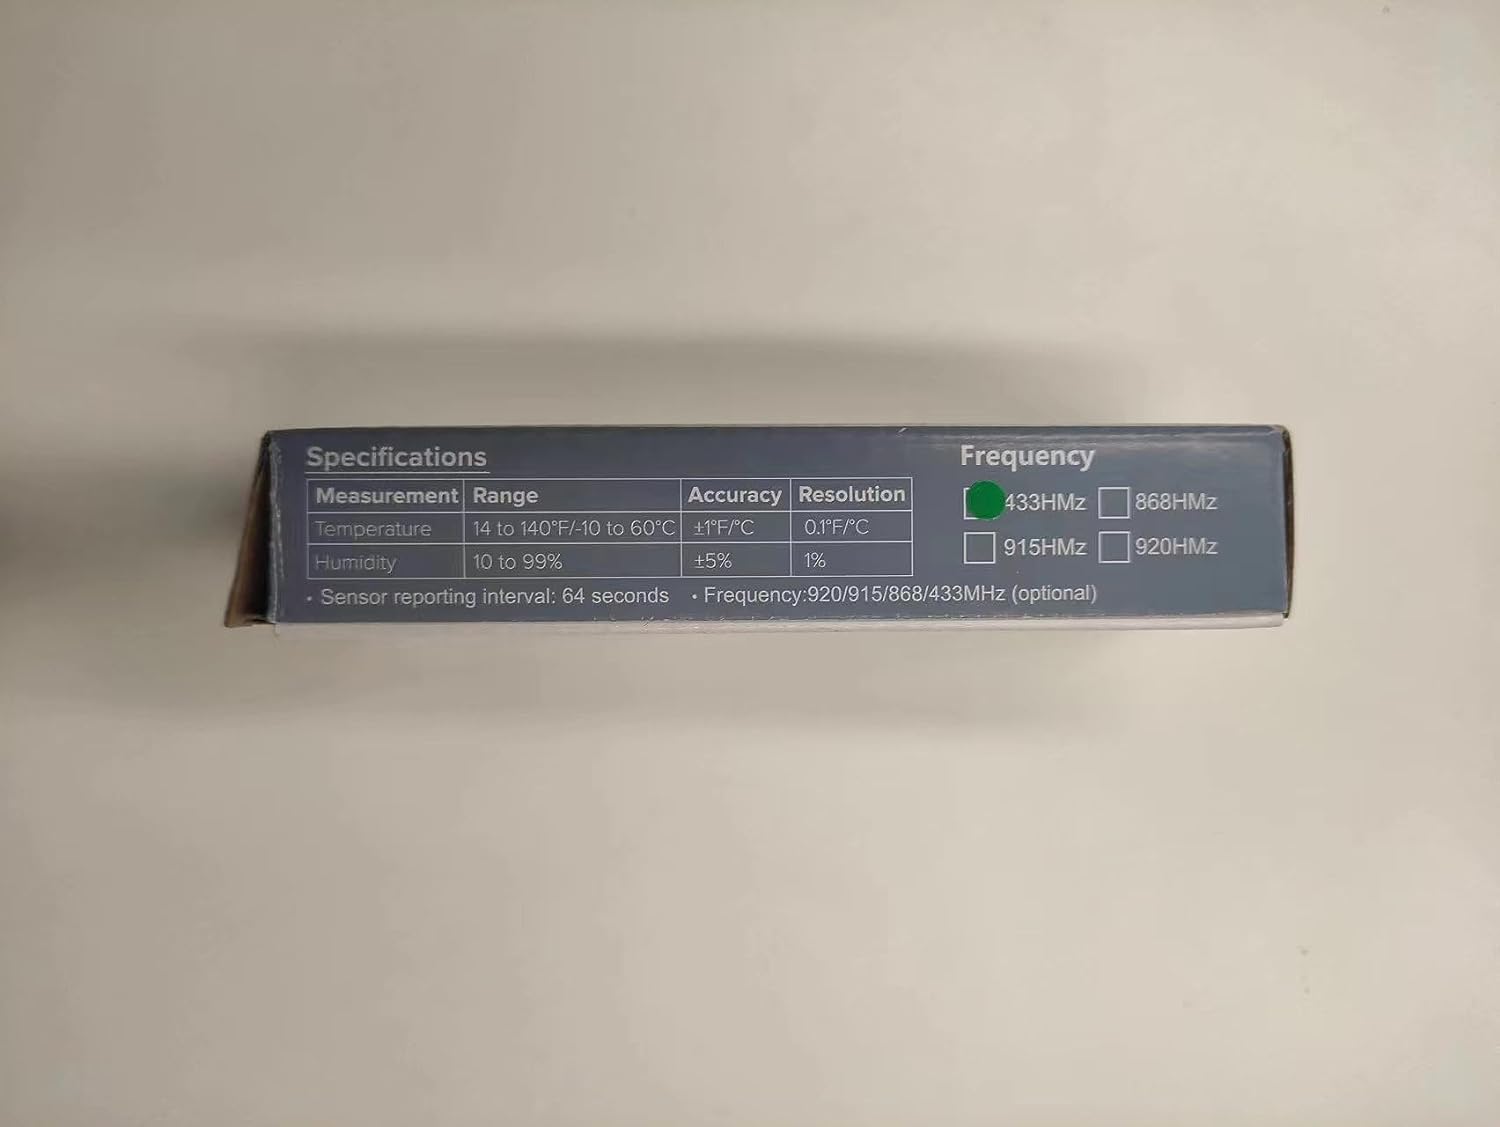 Specifications
Measurement Range Accuracy Resolution
Temperature 14 to 140°F/-10 to 60°C ±1°F/°C 0.1°F/°C
Humidity 10 to 99% ±5% 1%
• Sensor reporting interval: 64 seconds • Frequency:920/915/868/433MHz (optional)
Frequency
433HMz 868HMz
915HMz 920HMz